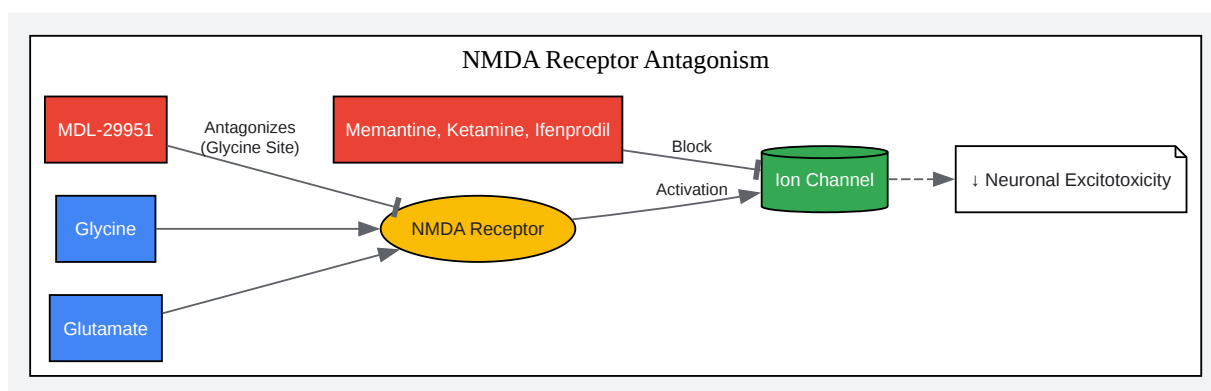 NMDA Receptor Antagonism
MDL-29951
Antagonizes
(Glycine Site)
Memantine, Ketamine, Ifenprodil
Block
Ion Channel
↓ Neuronal Excitotoxicity
Activation
Glycine
NMDA Receptor
Glutamate